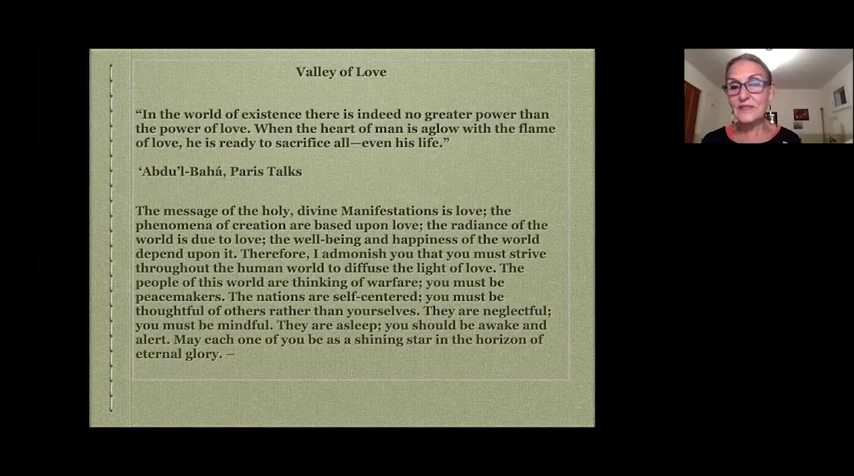 Valley of Love
“In the world of existence there is indeed no greater power than
the power of love. When the heart of man is aglow with the flame
of love, he is ready to sacrifice all—even his life.”
‘Abdu’l-Bahá, Paris Talks
The message of the holy, divine Manifestations is love; the
phenomena of creation are based upon love; the radiance of the
world is due to love; the well-being and happiness of the world
depend upon it. Therefore, I admonish you that you must strive
throughout the human world to diffuse the light of love. The
people of this world are thinking of warfare; you must be
peacemakers. The nations are self-centered; you must be
thoughtful of others rather than yourselves. They are neglectful;
you must be mindful. They are asleep; you should be awake and
alert. May each one of you be as a shining star in the horizon of
eternal glory. –